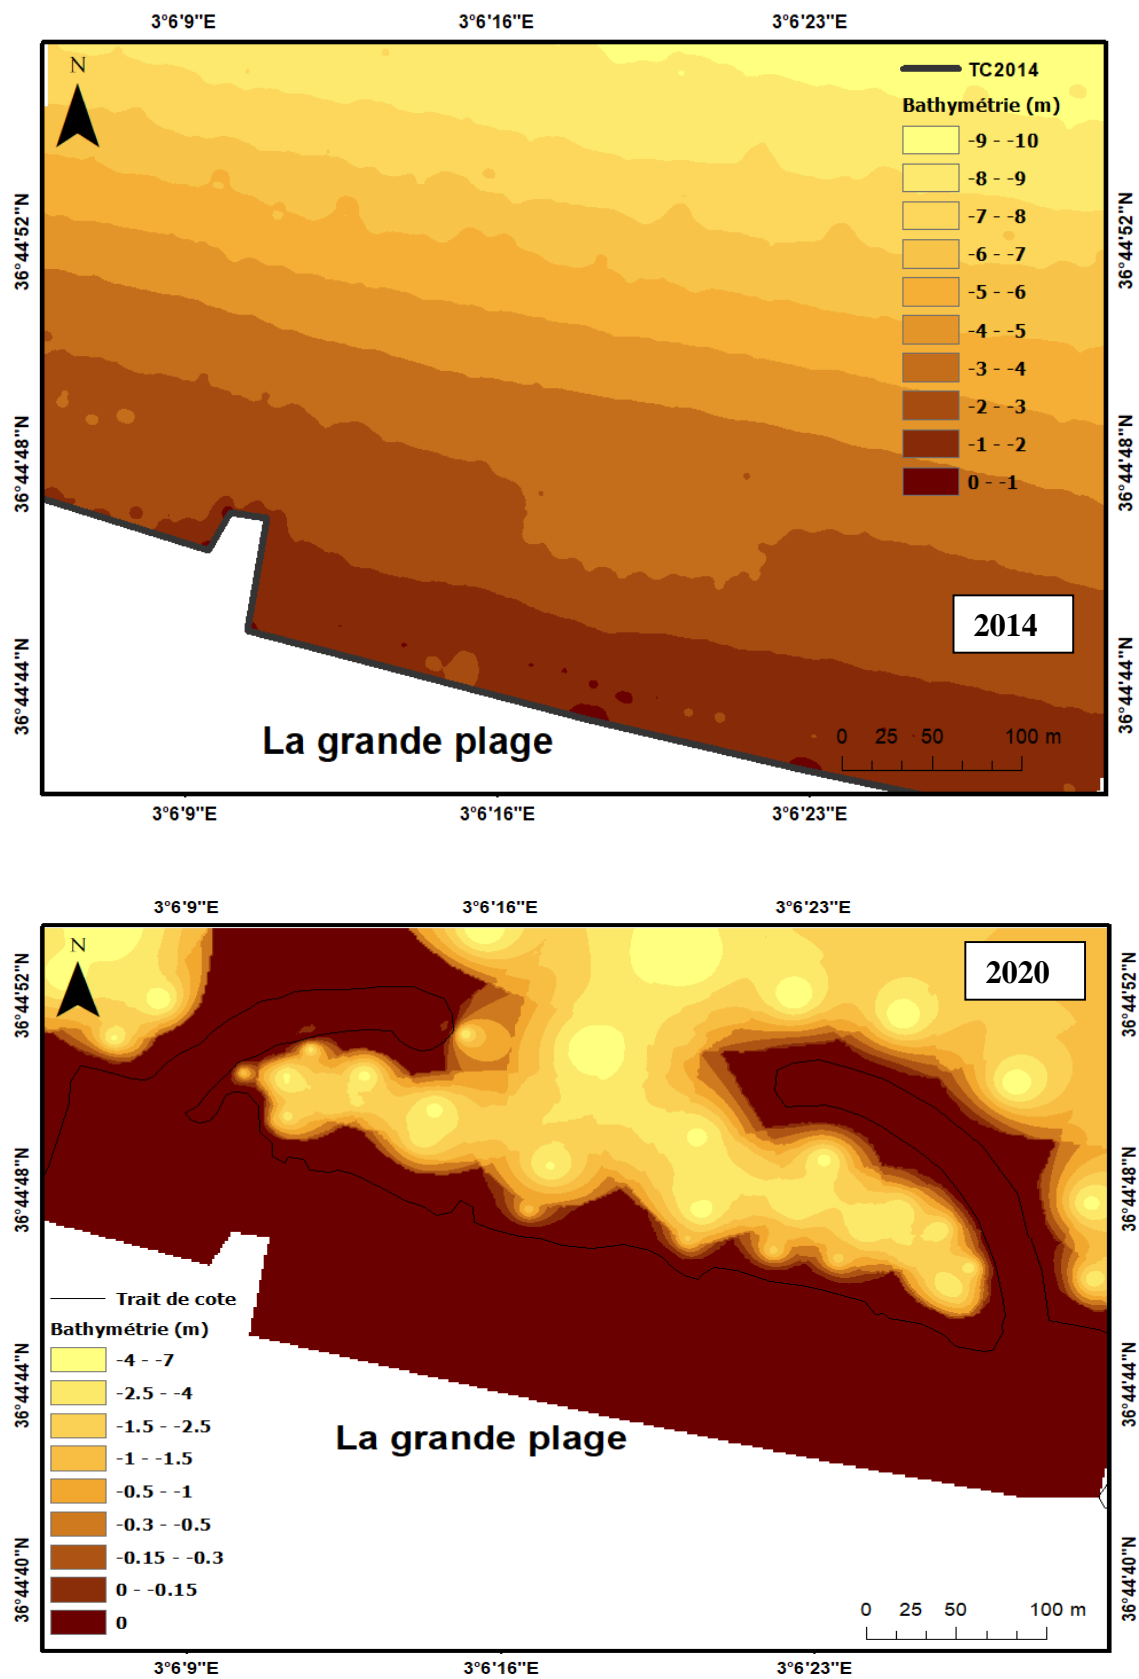 3°6'9"E 3°6'16"E 3°6'23"E
N
TC2014
Bathymétrie (m)
-9 - -10
-8 - -9
-7 - -8
-6 - -7
-5 - -6
-4 - -5
-3 - -4
-2 - -3
-1 - -2
0 - -1
36°44'52"N
36°44'48"N
36°44'44"N
36°44'52"N
36°44'48"N
36°44'44"N
2014
La grande plage
0 25 50 100 m
3°6'9"E 3°6'16"E 3°6'23"E
3°6'9"E 3°6'16"E 3°6'23"E
N
2020
36°44'52"N
36°44'48"N
36°44'44"N
36°44'40"N
36°44'52"N
36°44'48"N
36°44'44"N
36°44'40"N
Trait de cote
Bathymétrie (m)
-4 - -7
-2.5 - -4
-1.5 - -2.5
-1 - -1.5
-0.5 - -1
-0.3 - -0.5
-0.15 - -0.3
0 - -0.15
0
La grande plage
0 25 50 100 m
3°6'9"E 3°6'16"E 3°6'23"E